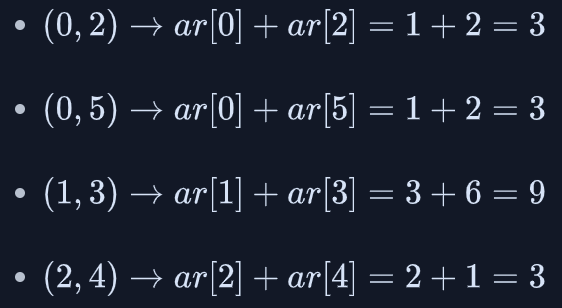 • (0, 2) → ar[0] + ar[2] = 1 + 2 = 3
• (0, 5) → ar[0] + ar[5] = 1 + 2 = 3
• (1, 3) → ar[1] + ar[3] = 3 + 6 = 9
• (2, 4) → ar[2] + ar[4] = 2 + 1 = 3